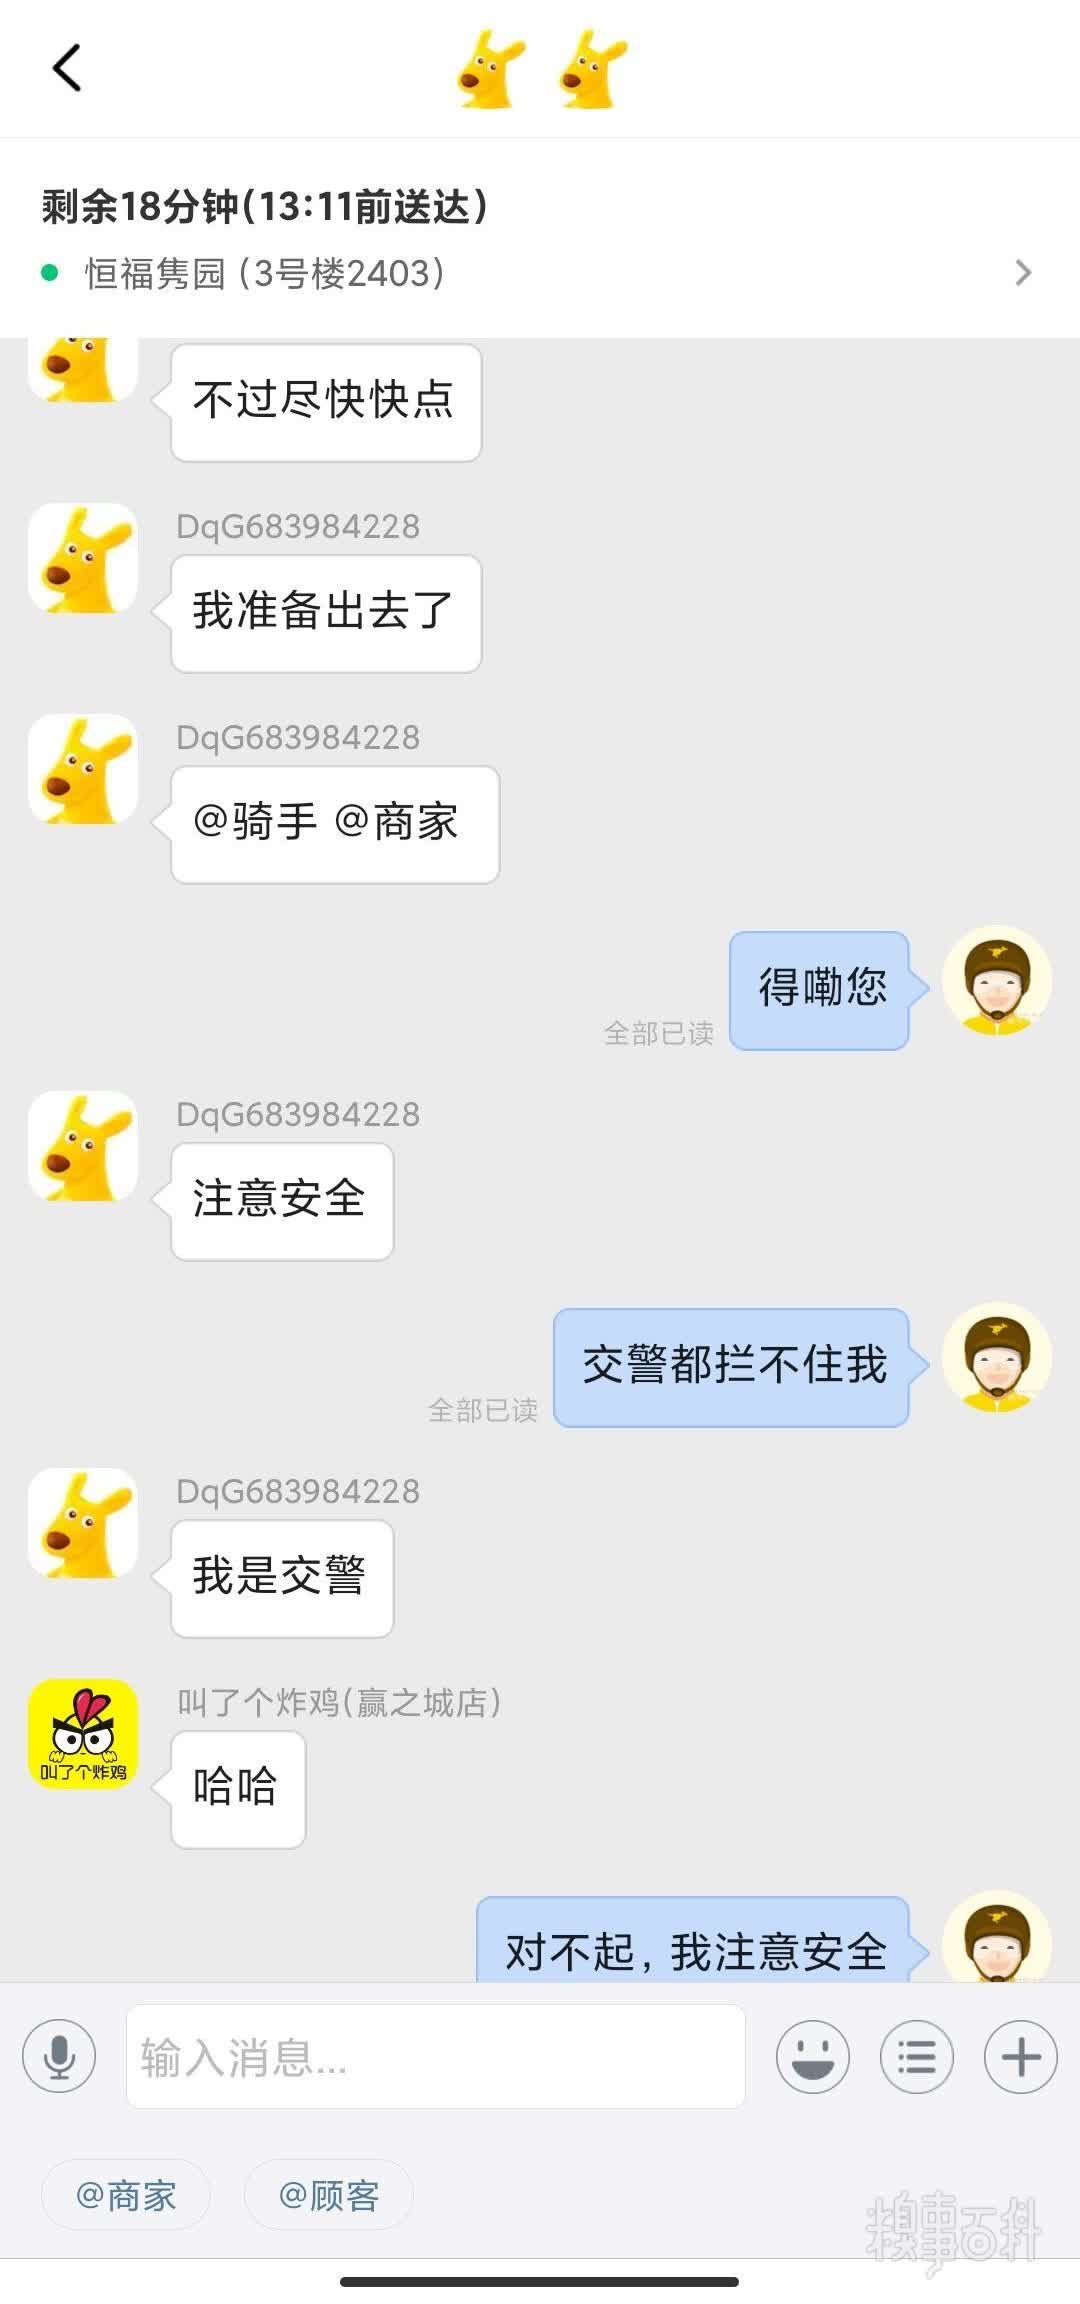 剩余18分钟(13:11前送达)
恒福隽园 (3号楼2403)
不过尽快快点
DqG683984228
我准备出去了
DqG683984228
@骑手 @商家
得嘞您
全部已读
DqG683984228
注意安全
交警都拦不住我
全部已读
DqG683984228
我是交警
叫了个炸鸡(赢之城店)
叫了个炸鸡
哈哈
对不起，我注意安全
输入消息...
@商家
@顾客
糗事百科